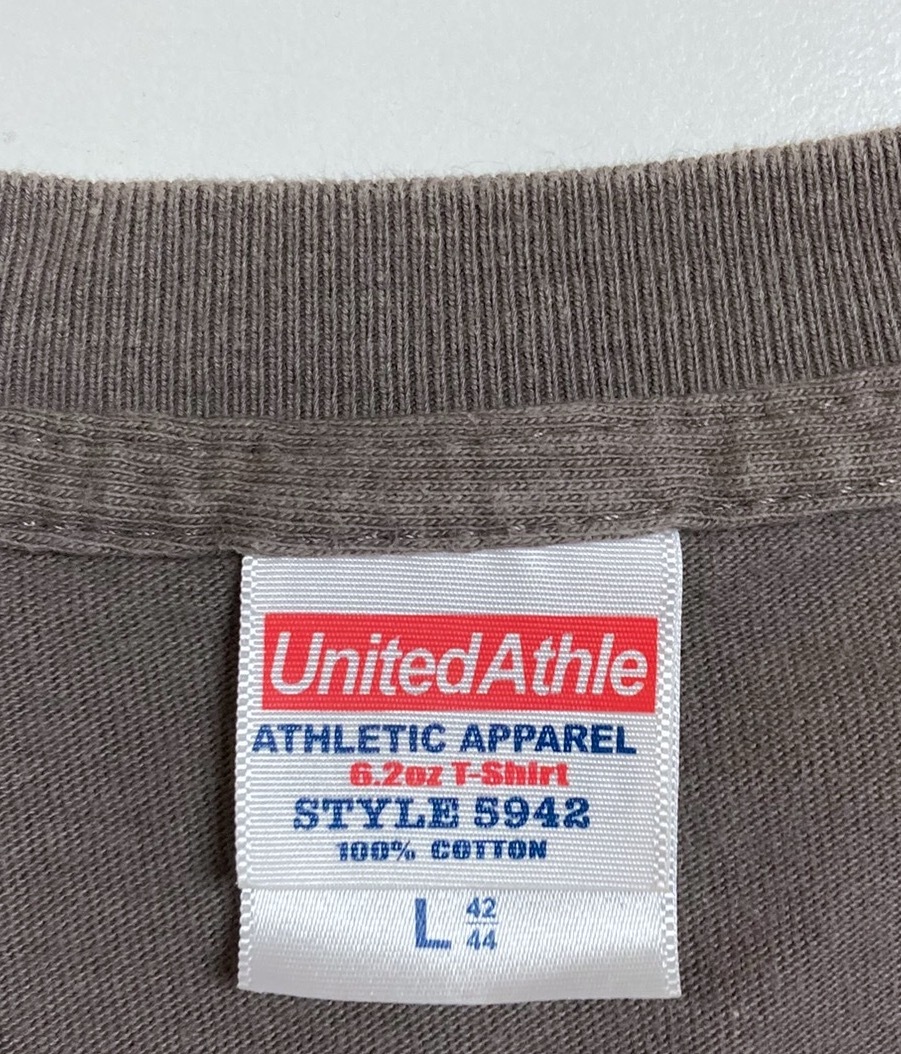 UnitedAthle
ATHLETIC APPAREL
6.2oz T-Shirt
STYLE 5942
100% COTTON
L 42
44